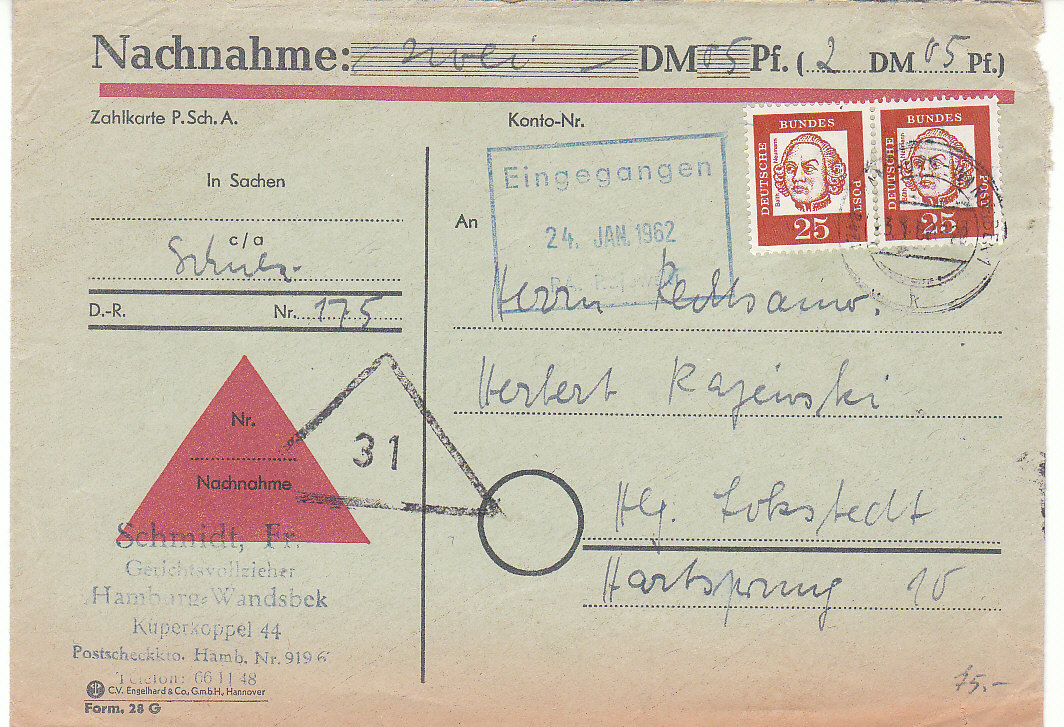 Nachnahme: zwei DM 05 Pf. (2 DM 05 Pf.)
Zahlkarte P. Sch. A.
Konto-Nr.
In Sachen
c/a
Schulz
D.-R. Nr. 175
An
Eingegangen
24. JAN. 1962
DEUTSCHE BUNDES POST
25
DEUTSCHE BUNDES POST
25
Herrn Rechtsanw.
Herbert Rajewski
Hbg. Lokstedt
Hartsprung 10
Nr.
Nachnahme
31
Schmidt, Fr.
Gerichtsvollzieher
Hamburg-Wandsbek
Küperkoppel 44
Postscheckkto. Hamb. Nr. 919 6
Telefon: 66 11 48
C.V. Engelhard & Co., G.m.b.H., Hannover
Form. 28 G
15.-